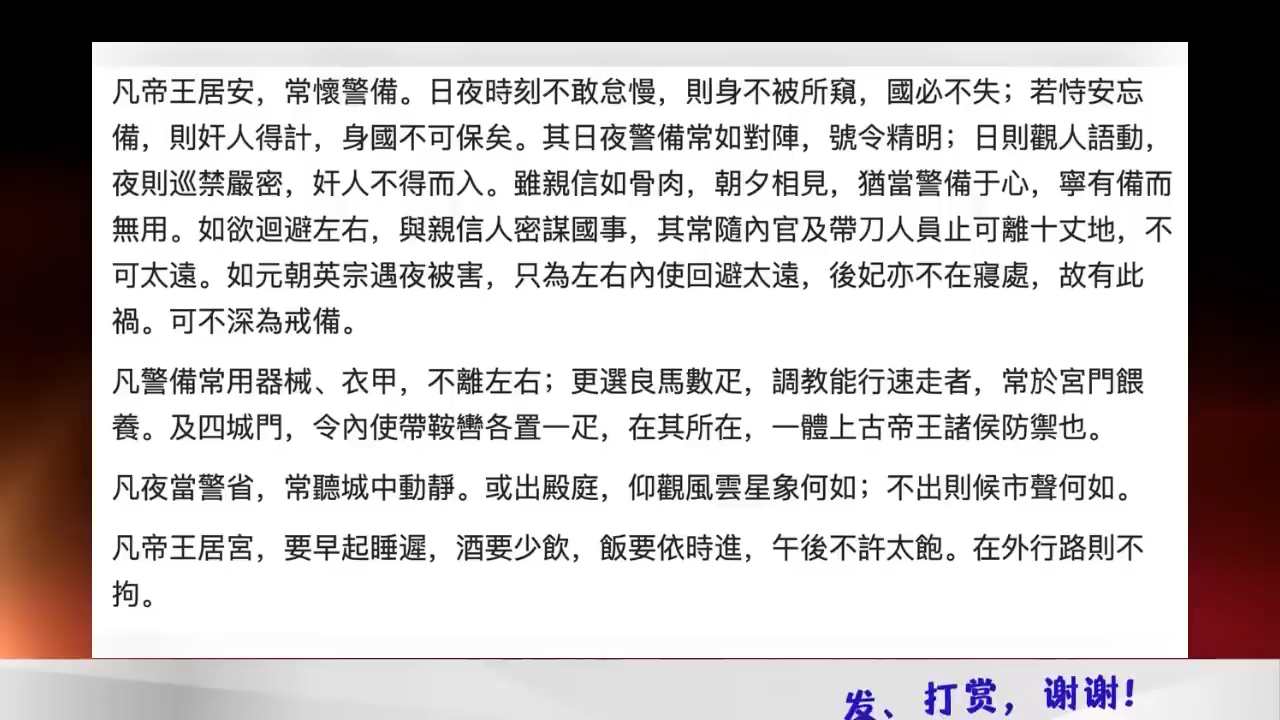 凡帝王居安，常懷警備。日夜時刻不敢怠慢，則身不被所窺，國必不失；若恃安忘
備，則奸人得計，身國不可保矣。其日夜警備常如對陣，號令精明；日則觀人語動，
夜則巡禁嚴密，奸人不得而入。雖親信如骨肉，朝夕相見，猶當警備于心，寧有備而
無用。如欲迴避左右，與親信人密謀國事，其常隨內官及帶刀人員止可離十丈地，不
可太遠。如元朝英宗遇夜被害，只為左右內使回避太遠，後妃亦不在寢處，故有此
禍。可不深為戒備。
凡警備常用器械、衣甲，不離左右；更選良馬數疋，調教能行速走者，常於宮門餵
養。及四城門，令內使帶鞍轡各置一疋，在其所在，一體上古帝王諸侯防禦也。
凡夜當警省，常聽城中動靜。或出殿庭，仰觀風雲星象何如；不出則候市聲何如。
凡帝王居宮，要早起睡遲，酒要少飲，飯要依時進，午後不許太飽。在外行路則不
拘。
发、打赏，谢谢！